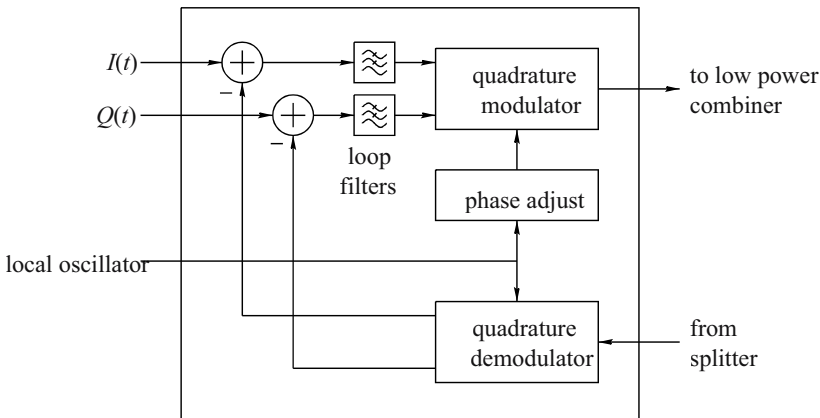 I(t)
Q(t)
+
−
+
−
loop
filters
quadrature
modulator
to low power
combiner
phase adjust
local oscillator
quadrature
demodulator
from
splitter